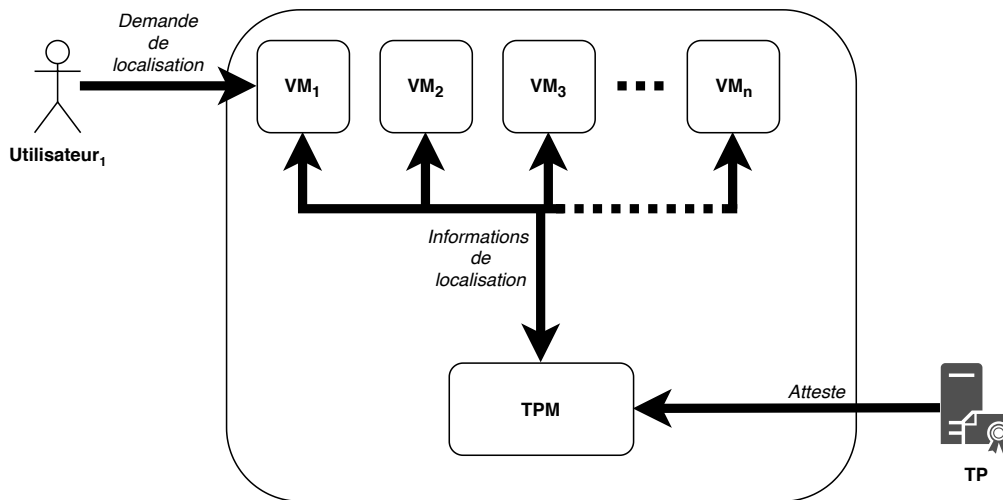 Demande
de
localisation
Utilisateur₁
VM₁
VM₂
VM₃
VMₙ
Informations
de
localisation
TPM
Atteste
TP